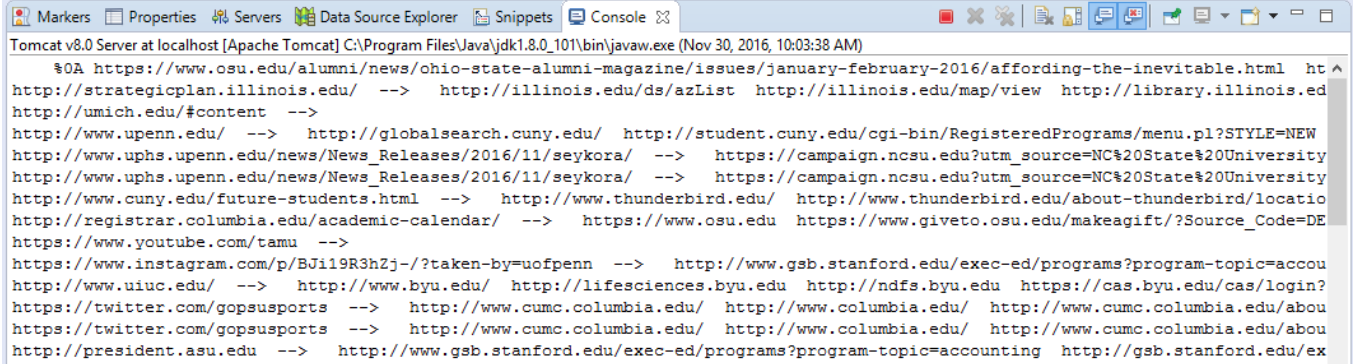 Markers Properties Servers Data Source Explorer Snippets Console
Tomcat v8.0 Server at localhost [Apache Tomcat] C:\Program Files\Java\jdk1.8.0_101\bin\javaw.exe (Nov 30, 2016, 10:03:38 AM)
%0A https://www.osu.edu/alumni/news/ohio-state-alumni-magazine/issues/january-february-2016/affording-the-inevitable.html ht
http://strategicplan.illinois.edu/ --> http://illinois.edu/ds/azList http://illinois.edu/map/view http://library.illinois.ed
http://umich.edu/#content -->
http://www.upenn.edu/ --> http://globalsearch.cuny.edu/ http://student.cuny.edu/cgi-bin/RegisteredPrograms/menu.pl?STYLE=NEW
http://www.uphs.upenn.edu/news/News_Releases/2016/11/seykora/ --> https://campaign.ncsu.edu?utm_source=NC%20State%20University
http://www.uphs.upenn.edu/news/News_Releases/2016/11/seykora/ --> https://campaign.ncsu.edu?utm_source=NC%20State%20University
http://www.cuny.edu/future-students.html --> http://www.thunderbird.edu/ http://www.thunderbird.edu/about-thunderbird/locatio
http://registrar.columbia.edu/academic-calendar/ --> https://www.osu.edu https://www.giveto.osu.edu/makeagift/?Source_Code=DE
https://www.youtube.com/tamu -->
https://www.instagram.com/p/BJi19R3hZj-/?taken-by=uofpenn --> http://www.gsb.stanford.edu/exec-ed/programs?program-topic=accou
http://www.uiuc.edu/ --> http://www.byu.edu/ http://lifesciences.byu.edu http://ndfs.byu.edu https://cas.byu.edu/cas/login?
https://twitter.com/gopsusports --> http://www.cumc.columbia.edu/ http://www.columbia.edu/ http://www.cumc.columbia.edu/abou
https://twitter.com/gopsusports --> http://www.cumc.columbia.edu/ http://www.columbia.edu/ http://www.cumc.columbia.edu/abou
http://president.asu.edu --> http://www.gsb.stanford.edu/exec-ed/programs?program-topic=accounting http://gsb.stanford.edu/ex